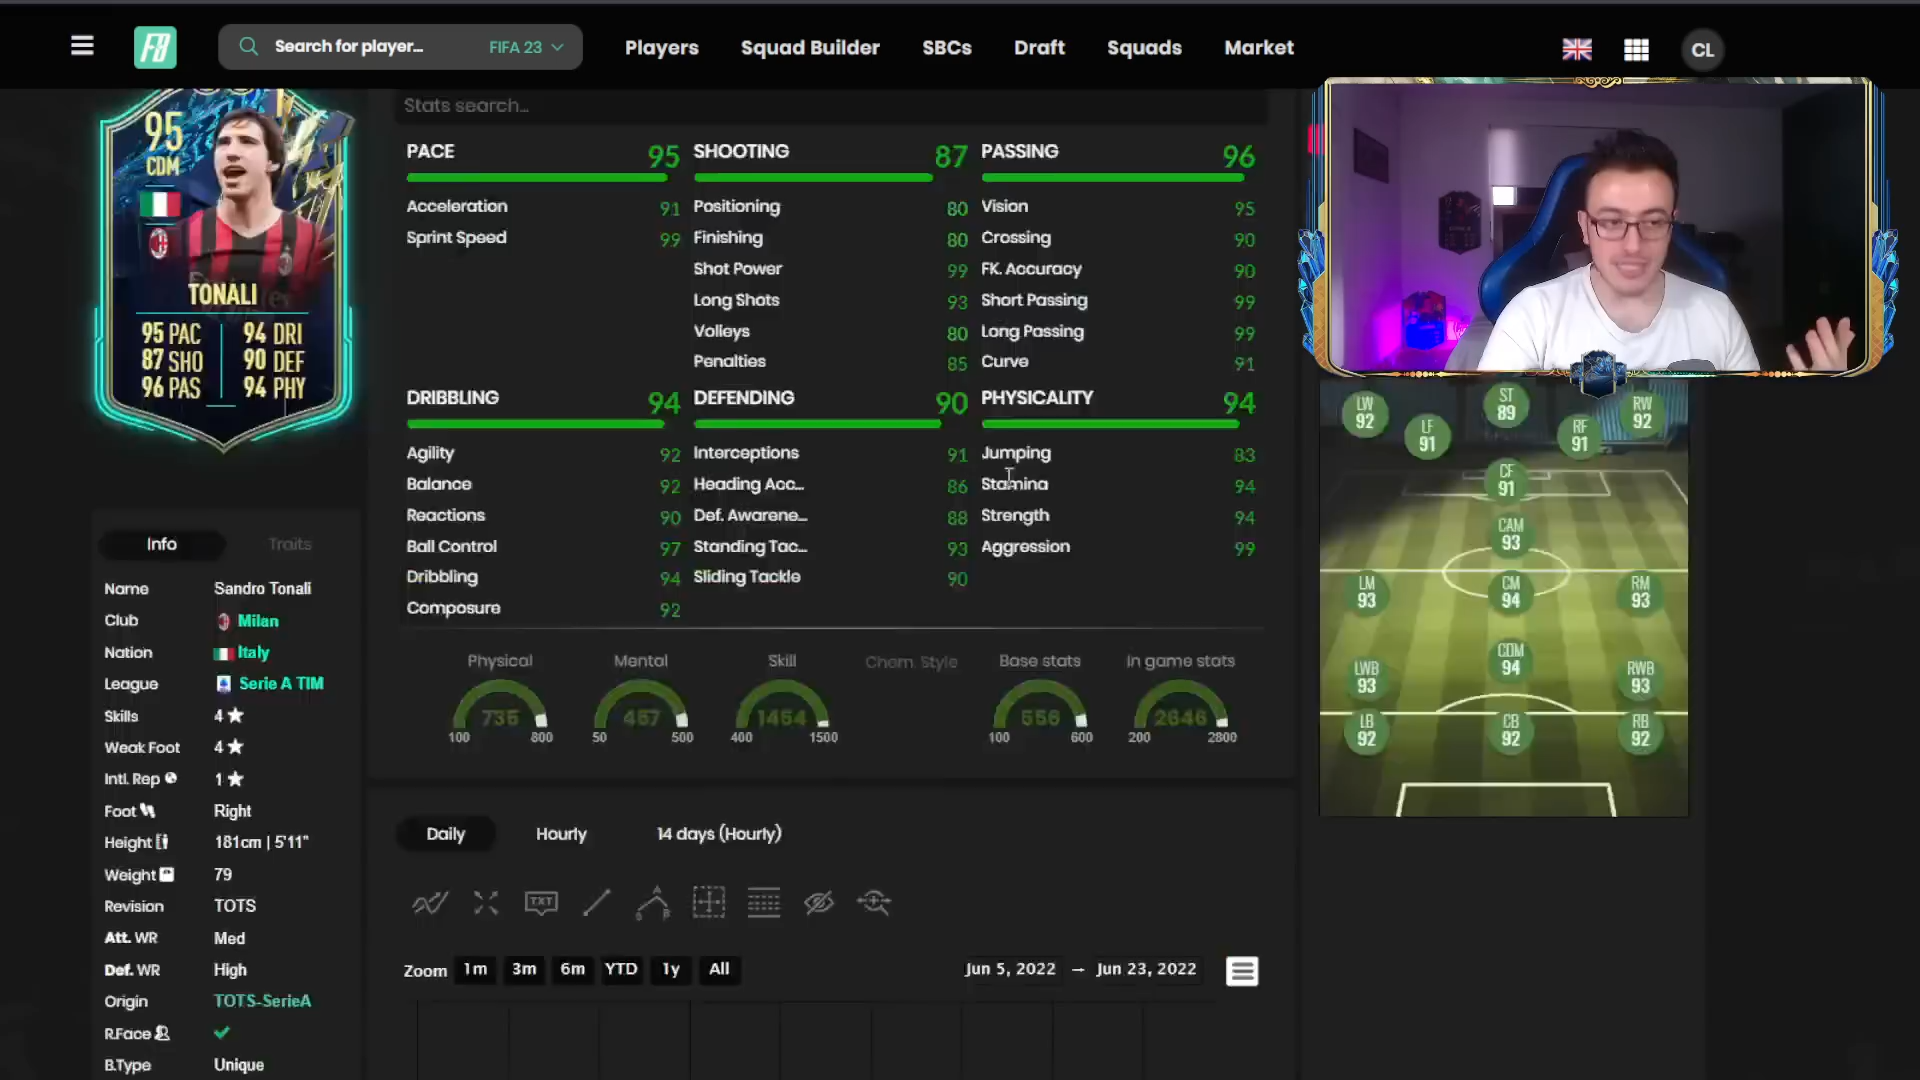 Search for player... FIFA 23 Players Squad Builder SBCs Draft Squads Market CL
95
CDM
TONALI
95 PAC 94 DRI
87 SHO 90 DEF
96 PAS 94 PHY
Stats search...
PACE 95
Acceleration 91
Sprint Speed 99
SHOOTING 87
Positioning 80
Finishing 80
Shot Power 99
Long Shots 93
Volleys 80
Penalties 85
PASSING 96
Vision 95
Crossing 90
FK. Accuracy 90
Short Passing 99
Long Passing 99
Curve 91
DRIBBLING 94
Agility 92
Balance 92
Reactions 90
Ball Control 97
Dribbling 94
Composure 92
DEFENDING 90
Interceptions 91
Heading Acc... 86
Def. Awarene... 88
Standing Tac... 93
Sliding Tackle 90
PHYSICALITY 94
Jumping 83
Stamina 94
Strength 94
Aggression 99
Physical Mental Skill Chem. Style Base stats In game stats
735 457 1454 556 2646
100 800 50 500 400 1500 100 600 200 2800
Info Traits
Name Sandro Tonali
Club Milan
Nation Italy
League Serie A TIM
Skills 4
Weak Foot 4
Intl. Rep 1
Foot Right
Height 181cm | 5'11"
Weight 79
Revision TOTS
Att. WR Med
Def. WR High
Origin TOTS-SerieA
R.Face
B.Type Unique
Daily Hourly 14 days (Hourly)
TXT
Zoom 1m 3m 6m YTD 1y All Jun 5, 2022 → Jun 23, 2022
LW
92
LF
91
ST
89
RF
91
RW
92
CF
91
CAM
93
LM
93
CM
94
RM
93
LWB
93
CDM
94
RWB
93
LB
92
CB
92
RB
92